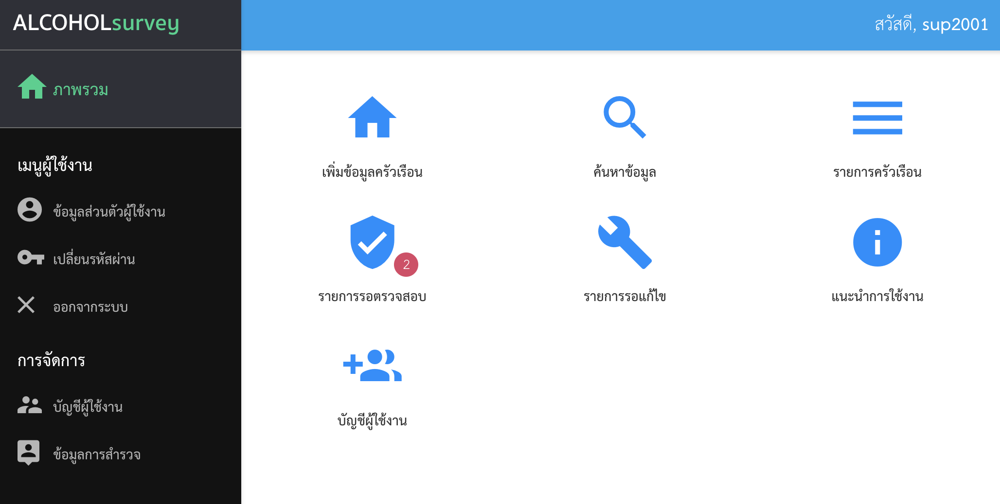 ALCOHOLsurvey
สวัสดี, sup2001
ภาพรวม
เมนูผู้ใช้งาน
ข้อมูลส่วนตัวผู้ใช้งาน
เปลี่ยนรหัสผ่าน
ออกจากระบบ
การจัดการ
บัญชีผู้ใช้งาน
ข้อมูลการสำรวจ
เพิ่มข้อมูลครัวเรือน
ค้นหาข้อมูล
รายการครัวเรือน
2
รายการรอตรวจสอบ
รายการรอแก้ไข
แนะนำการใช้งาน
บัญชีผู้ใช้งาน